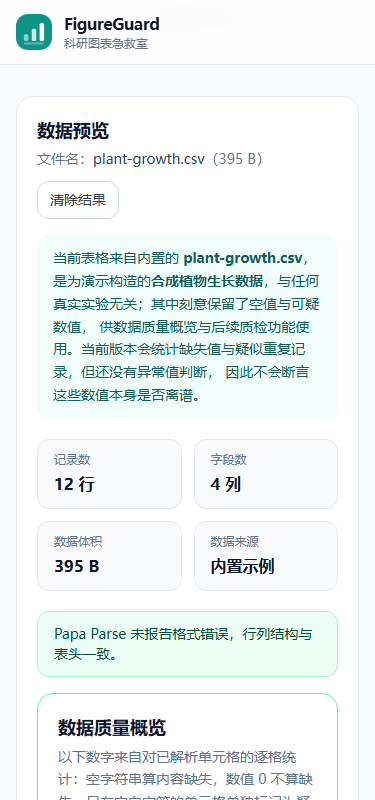 FigureGuard
科研图表急救室
数据预览
文件名：plant-growth.csv（395 B）
清除结果
当前表格来自内置的 plant-growth.csv，
是为演示构造的合成植物生长数据，与任何
真实实验无关；其中刻意保留了空值与可疑
数值， 供数据质量概览与后续质检功能使
用。当前版本会统计缺失值与疑似重复记
录，但还没有异常值判断， 因此不会断言
这些数值本身是否离谱。
记录数
12 行
字段数
4 列
数据体积
395 B
数据来源
内置示例
Papa Parse 未报告格式错误，行列结构与
表头一致。
数据质量概览
以下数字来自对已解析单元格的逐格统
计：空字符串算内容缺失，数值 0 不算缺